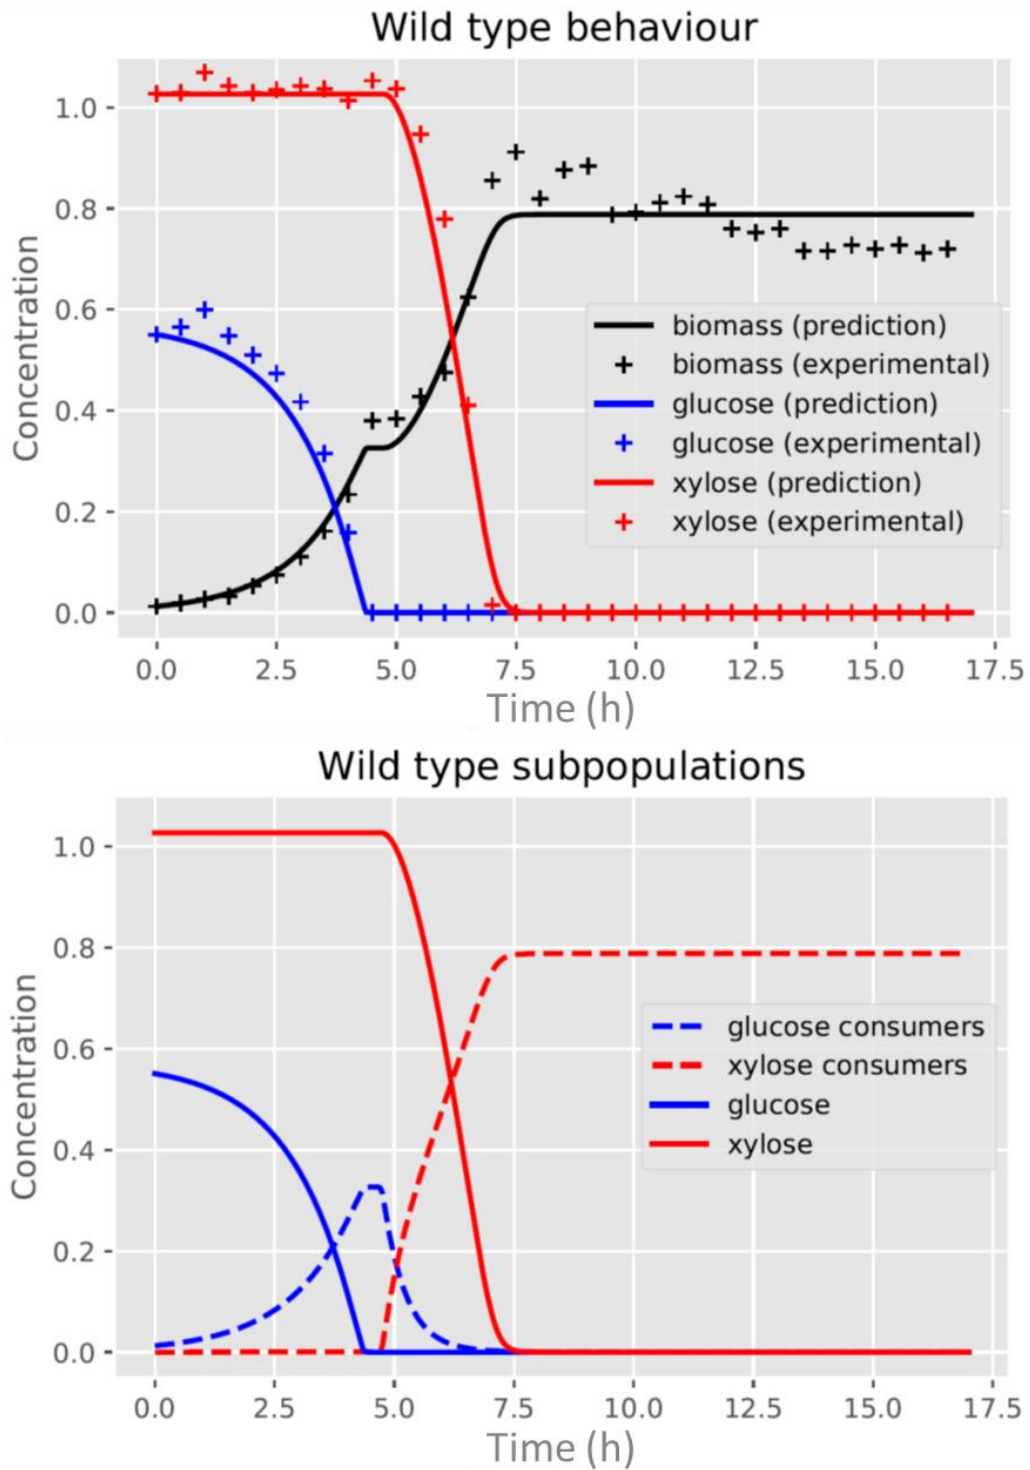 Wild type behaviour
Concentration
1.0
0.8
0.6
0.4
0.2
0.0
biomass (prediction)
biomass (experimental)
glucose (prediction)
glucose (experimental)
xylose (prediction)
xylose (experimental)
0.0 2.5 5.0 7.5 10.0 12.5 15.0 17.5
Time (h)
Wild type subpopulations
Concentration
1.0
0.8
0.6
0.4
0.2
0.0
glucose consumers
xylose consumers
glucose
xylose
0.0 2.5 5.0 7.5 10.0 12.5 15.0 17.5
Time (h)